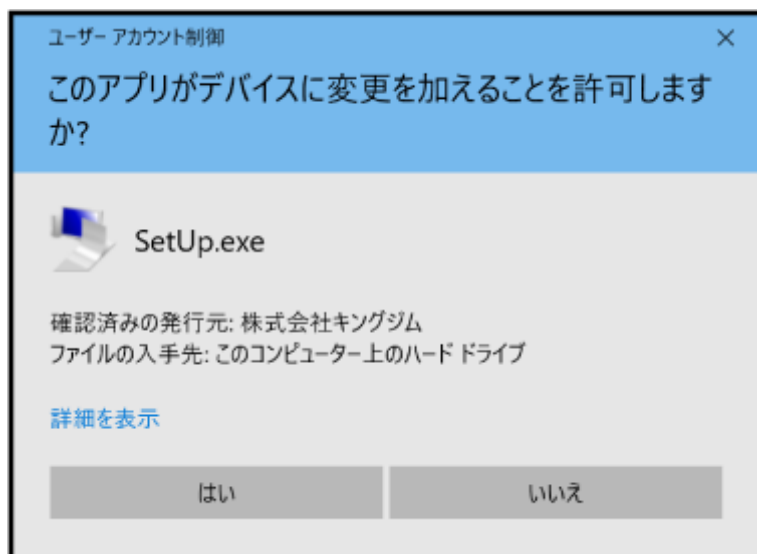 ユーザー アカウント制御
このアプリがデバイスに変更を加えることを許可します
か?
SetUp.exe
確認済みの発行元: 株式会社キングジム
ファイルの入手先: このコンピューター上のハード ドライブ
詳細を表示
はい
いいえ